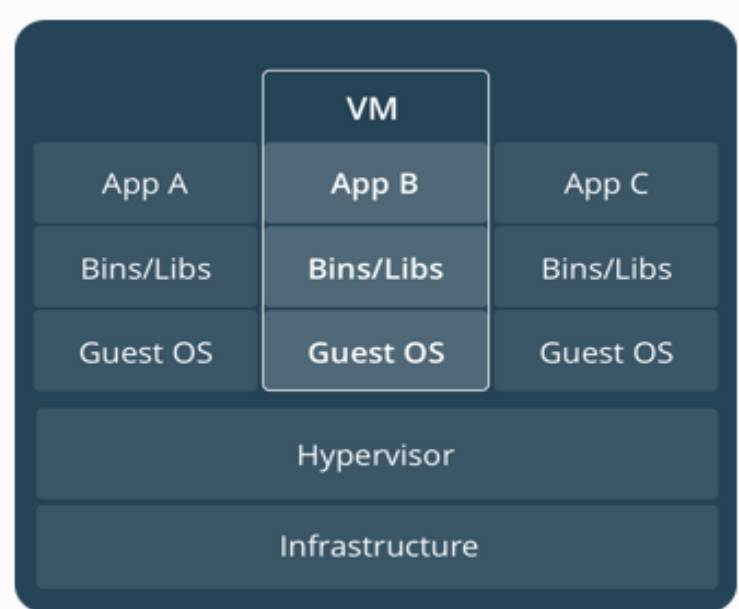 VM
App A App B App C
Bins/Libs Bins/Libs Bins/Libs
Guest OS Guest OS Guest OS
Hypervisor
Infrastructure